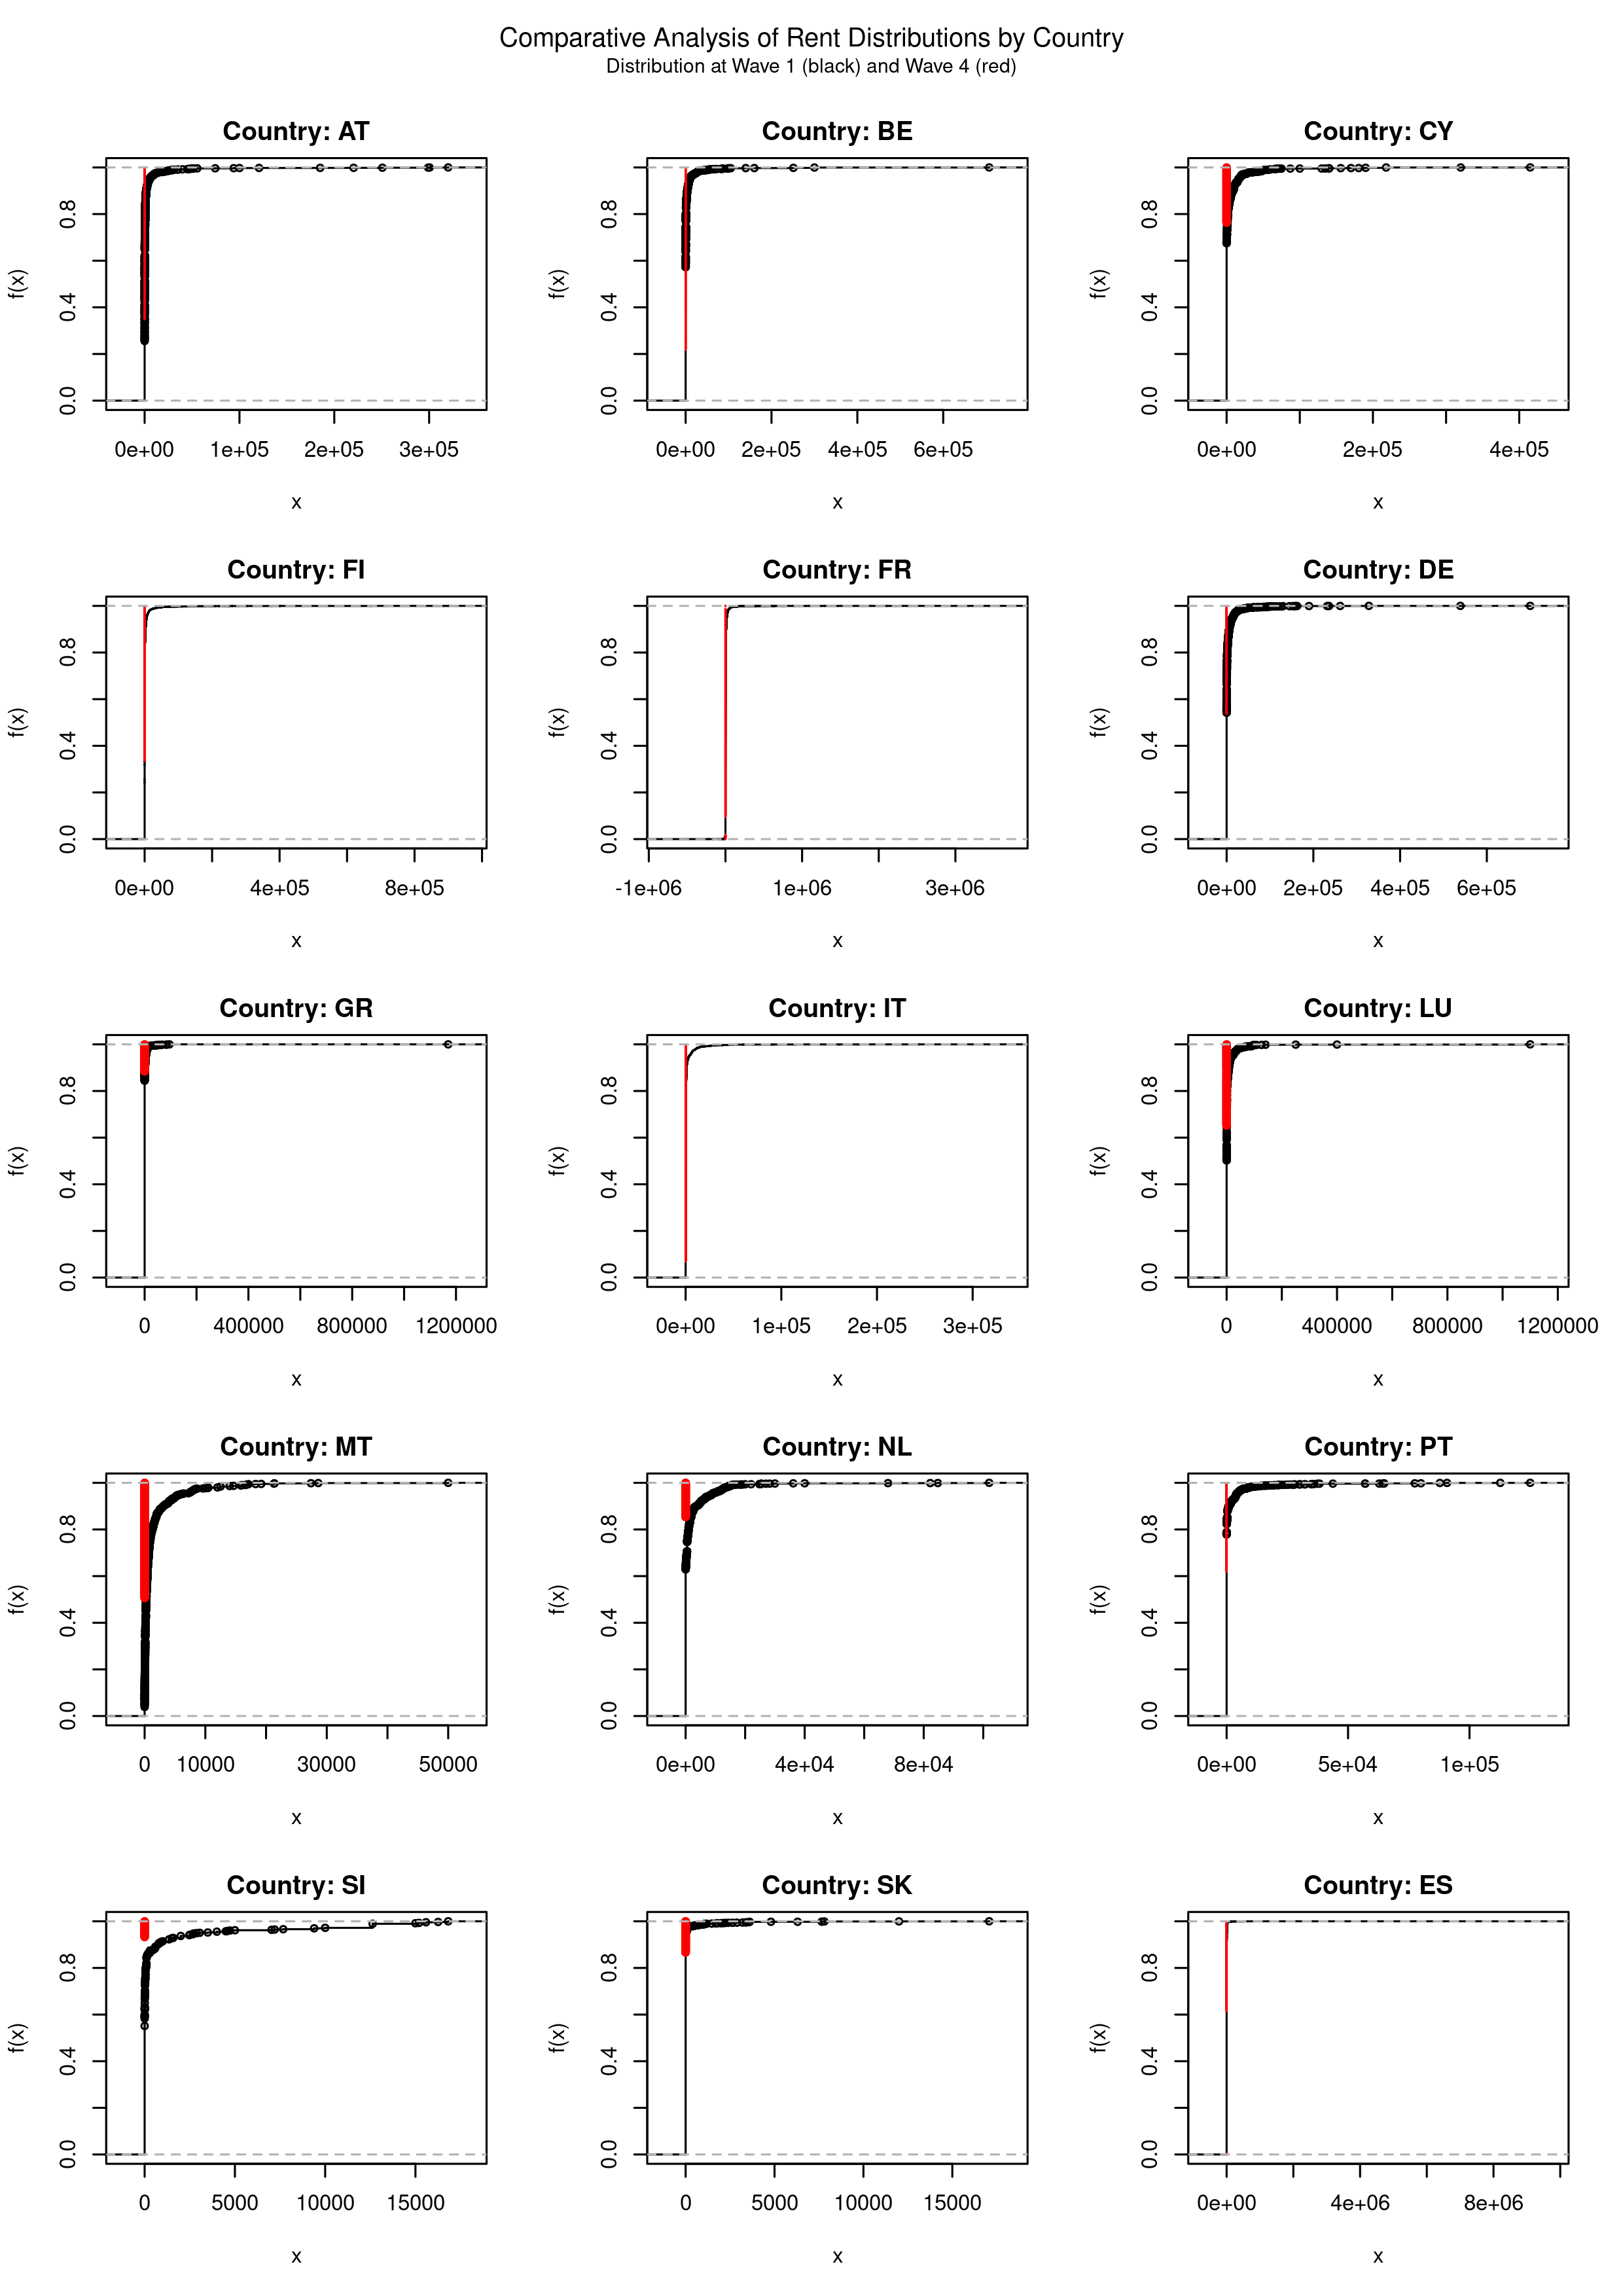 Comparative Analysis of Rent Distributions by Country
Distribution at Wave 1 (black) and Wave 4 (red)
Country: AT
f(x)
0.0 0.4 0.8
0e+00 1e+05 2e+05 3e+05
x
Country: BE
f(x)
0.0 0.4 0.8
0e+00 2e+05 4e+05 6e+05
x
Country: CY
f(x)
0.0 0.4 0.8
0e+00 2e+05 4e+05
x
Country: FI
f(x)
0.0 0.4 0.8
0e+00 4e+05 8e+05
x
Country: FR
f(x)
0.0 0.4 0.8
-1e+06 1e+06 3e+06
x
Country: DE
f(x)
0.0 0.4 0.8
0e+00 2e+05 4e+05 6e+05
x
Country: GR
f(x)
0.0 0.4 0.8
0 400000 800000 1200000
x
Country: IT
f(x)
0.0 0.4 0.8
0e+00 1e+05 2e+05 3e+05
x
Country: LU
f(x)
0.0 0.4 0.8
0 400000 800000 1200000
x
Country: MT
f(x)
0.0 0.4 0.8
0 10000 30000 50000
x
Country: NL
f(x)
0.0 0.4 0.8
0e+00 4e+04 8e+04
x
Country: PT
f(x)
0.0 0.4 0.8
0e+00 5e+04 1e+05
x
Country: SI
f(x)
0.0 0.4 0.8
0 5000 10000 15000
x
Country: SK
f(x)
0.0 0.4 0.8
0 5000 10000 15000
x
Country: ES
f(x)
0.0 0.4 0.8
0e+00 4e+06 8e+06
x